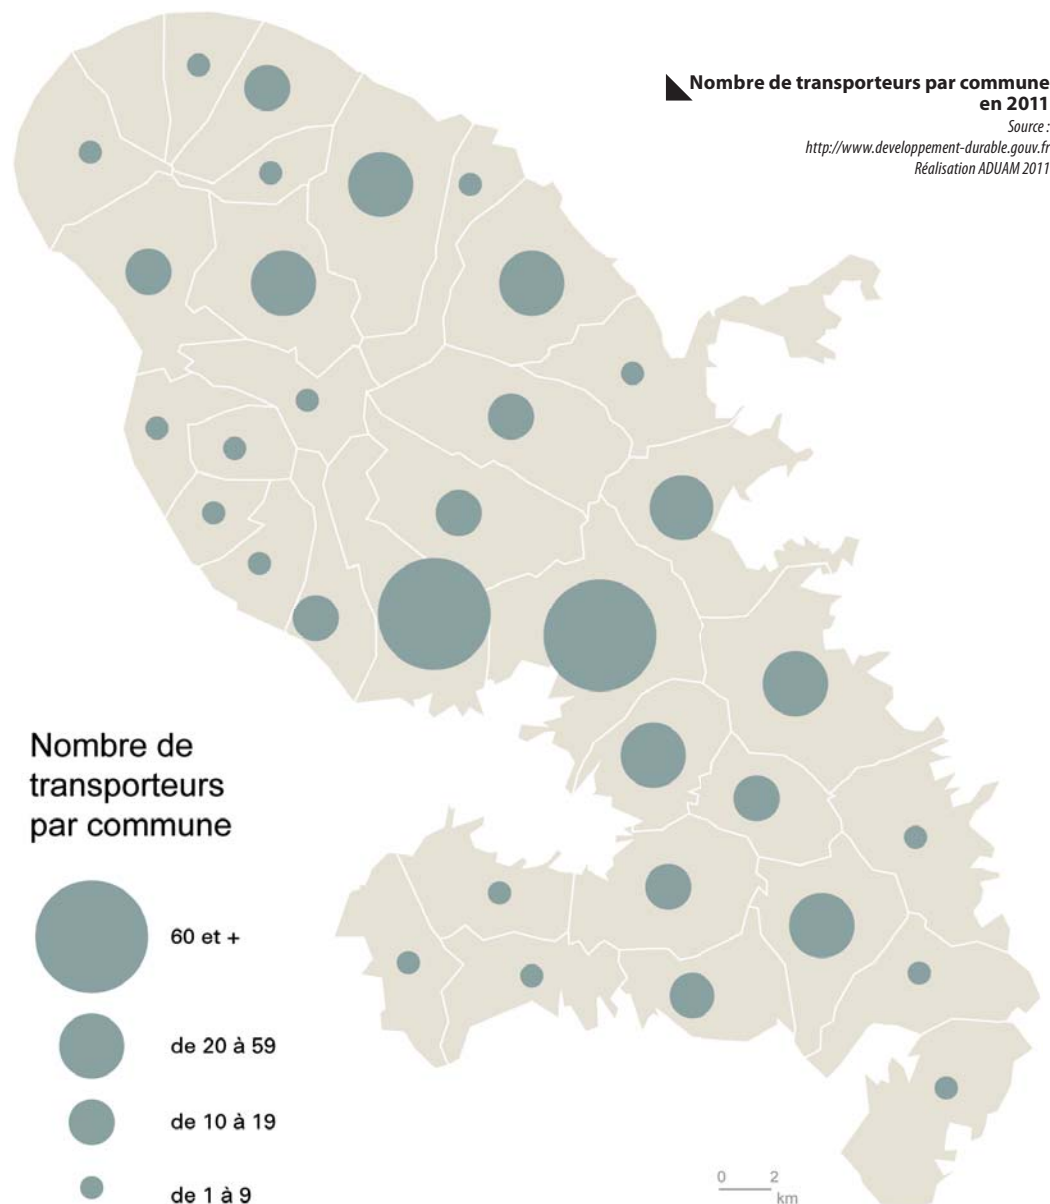 Nombre de transporteurs par commune
en 2011
Source :
http://www.developpement-durable.gouv.fr
Réalisation ADUAM 2011
Nombre de
transporteurs
par commune
60 et +
de 20 à 59
de 10 à 19
de 1 à 9
0 2
km